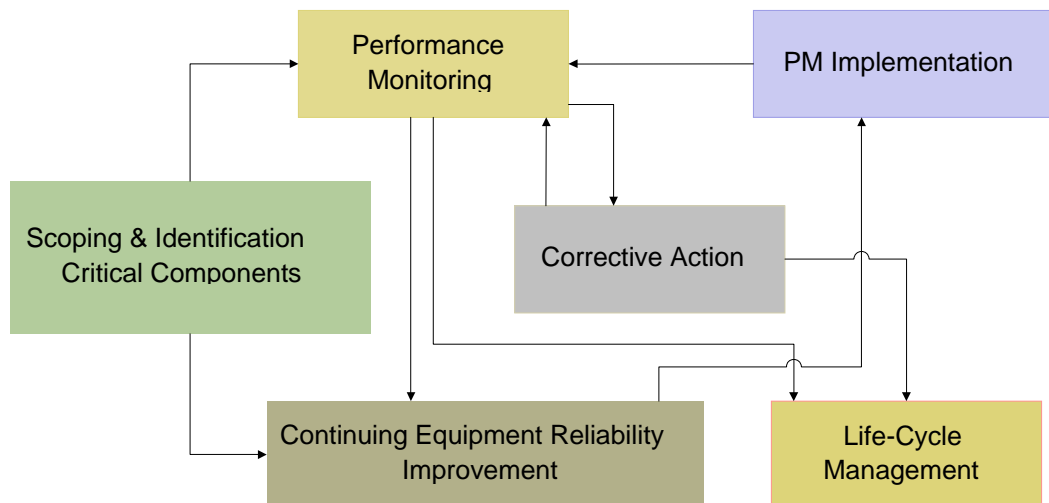 Performance
Monitoring
PM Implementation
Scoping & Identification
Critical Components
Corrective Action
Continuing Equipment Reliability
Improvement
Life-Cycle
Management